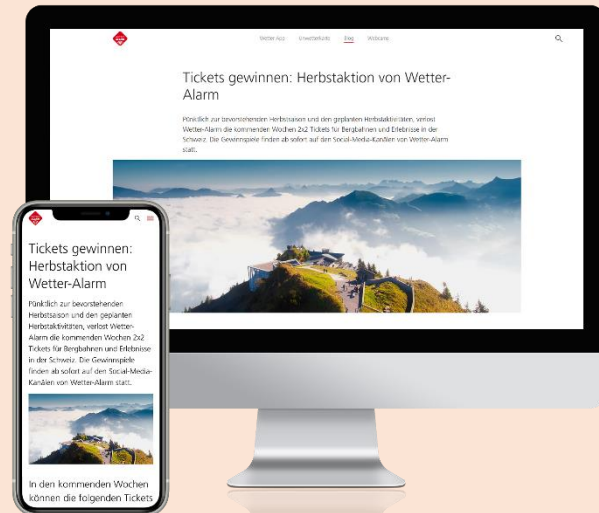 Wetter App Unwetterkarte Blog Webcams
Tickets gewinnen: Herbstaktion von Wetter-
Alarm
Pünktlich zur bevorstehenden Herbstsaison und den geplanten Herbstaktivitäten, verlost
Wetter-Alarm die kommenden Wochen 2x2 Tickets für Bergbahnen und Erlebnisse in der
Schweiz. Die Gewinnspiele finden ab sofort auf den Social-Media-Kanälen von Wetter-Alarm
statt.
Tickets gewinnen:
Herbstaktion von
Wetter-Alarm
Pünktlich zur bevorstehenden
Herbstsaison und den geplanten
Herbstaktivitäten, verlost Wetter-
Alarm die kommenden Wochen 2x2
Tickets für Bergbahnen und Erlebnisse
in der Schweiz. Die Gewinnspiele
finden ab sofort auf den Social-Media-
Kanälen von Wetter-Alarm statt.
In den kommenden Wochen
können die folgenden Tickets